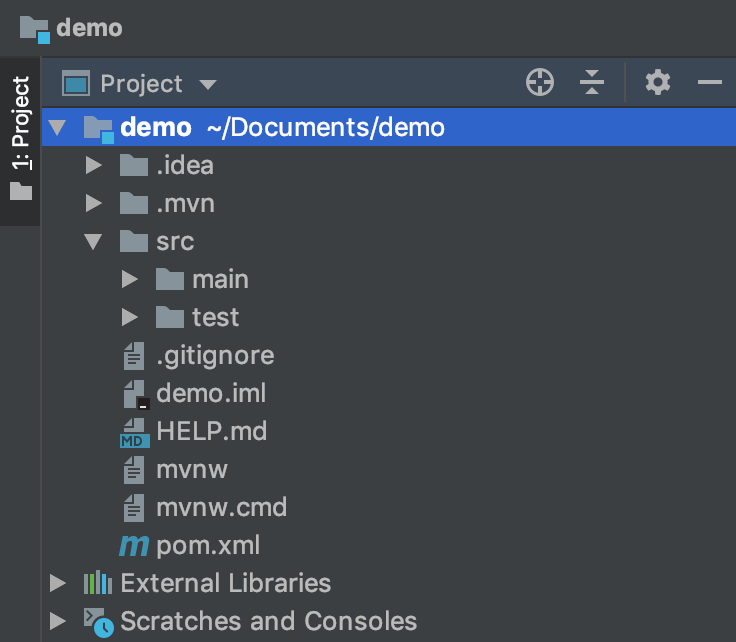 demo
1: Project
Project
demo ~/Documents/demo
.idea
.mvn
src
main
test
.gitignore
demo.iml
MD HELP.md
mvnw
mvnw.cmd
m pom.xml
External Libraries
Scratches and Consoles